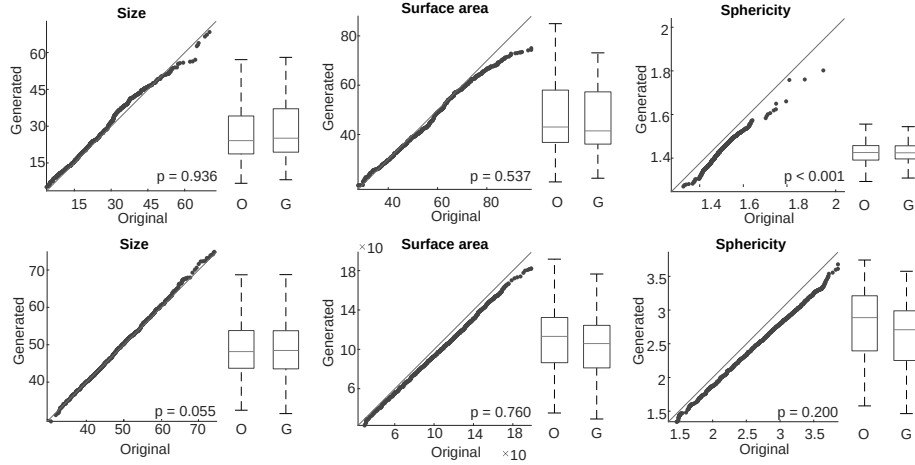 Size
Generated
60
45
30
15
p = 0.936
15
30
45
60
Original
O
G
Surface area
Generated
80
60
40
p = 0.537
40
60
80
Original
O
G
Sphericity
Generated
2
1.8
1.6
1.4
p < 0.001
1.4
1.6
1.8
2
Original
O
G
Size
Generated
70
60
50
40
p = 0.055
40
50
60
70
Original
O
G
×10
Surface area
Generated
18
14
10
6
p = 0.760
6
10
14
18
Original
×10
O
G
Sphericity
Generated
3.5
3
2.5
2
1.5
p = 0.200
1.5
2
2.5
3
3.5
Original
O
G